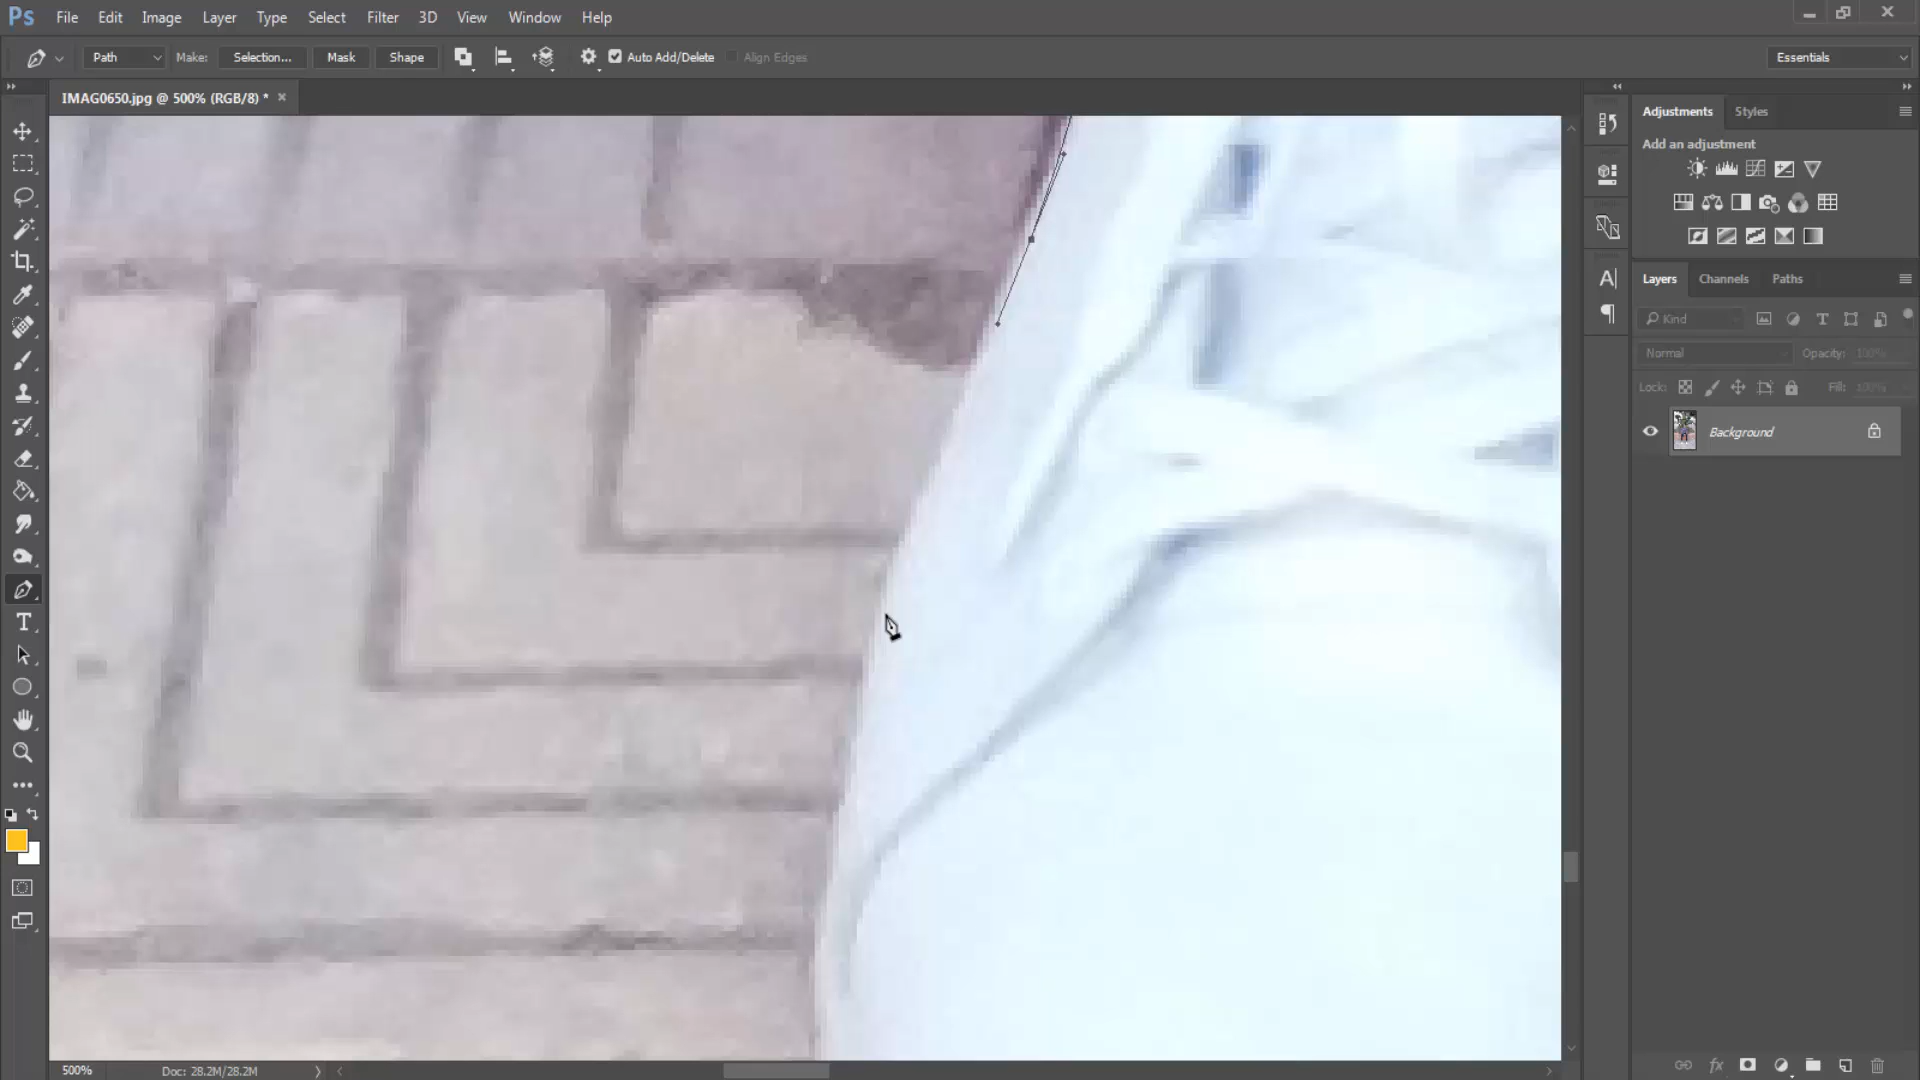 Ps File Edit Image Layer Type Select Filter 3D View Window Help
Path Make: Selection... Mask Shape Auto Add/Delete Align Edges Essentials
IMAG0650.jpg @ 500% (RGB/8) *
Adjustments Styles
Add an adjustment
Layers Channels Paths
Kind
Normal Opacity: 100%
Lock: Fill: 100%
Background
500% Doc: 28.2M/28.2M